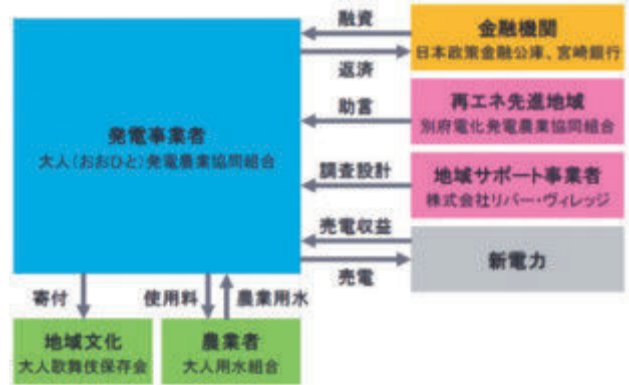 融資
金融機関
日本政策金融公庫、宮崎銀行
返済
助言
再エネ先進地域
別府電化発電農業協同組合
発電事業者
大人(おおひと)発電農業協同組合
調査設計
地域サポート事業者
株式会社リバー・ヴィレッジ
売電収益
新電力
売電
寄付
使用料
農業用水
地域文化
大人歌舞伎保存会
農業者
大人用水組合